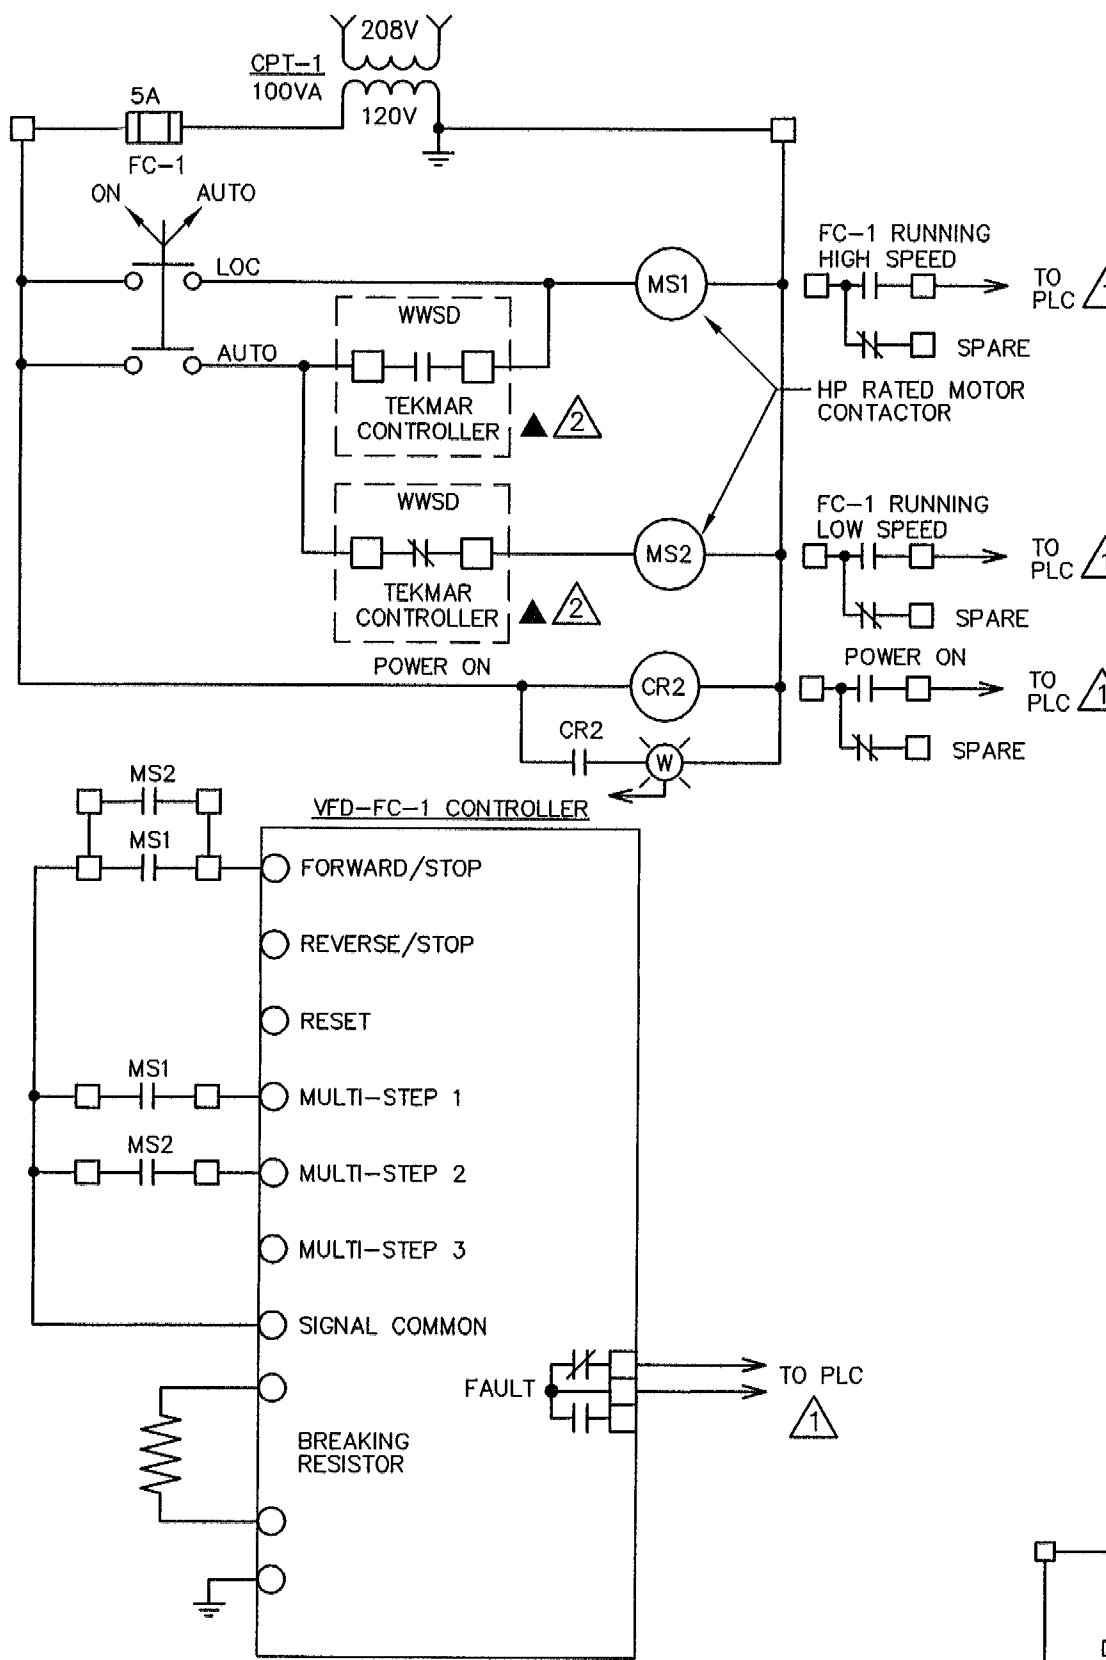 208V
CPT-1
100VA
120V
5A
FC-1
ON
AUTO
LOC
MS1
FC-1 RUNNING
HIGH SPEED
TO
PLC
WWSD
AUTO
SPARE
TEKMAR
CONTROLLER
2
HP RATED MOTOR
CONTACTOR
WWSD
MS2
FC-1 RUNNING
LOW SPEED
TO
PLC
1
TEKMAR
CONTROLLER
2
SPARE
POWER ON
CR2
POWER ON
TO
PLC
1
CR2
W
SPARE
MS2
VFD-FC-1 CONTROLLER
MS1
FORWARD/STOP
REVERSE/STOP
RESET
MS1
MULTI-STEP 1
MS2
MULTI-STEP 2
MULTI-STEP 3
SIGNAL COMMON
FAULT
TO PLC
1
BREAKING
RESISTOR